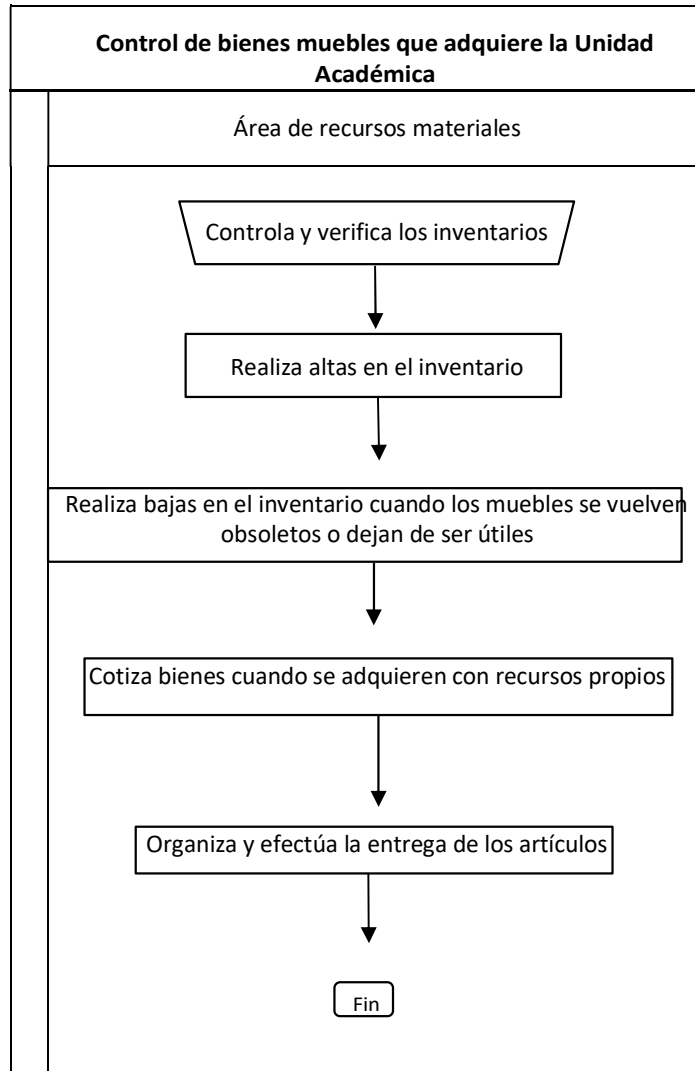 Control de bienes muebles que adquiere la Unidad
Académica
Área de recursos materiales
Controla y verifica los inventarios
Realiza altas en el inventario
Realiza bajas en el inventario cuando los muebles se vuelven
obsoletos o dejan de ser útiles
Cotiza bienes cuando se adquieren con recursos propios
Organiza y efectúa la entrega de los artículos
Fin